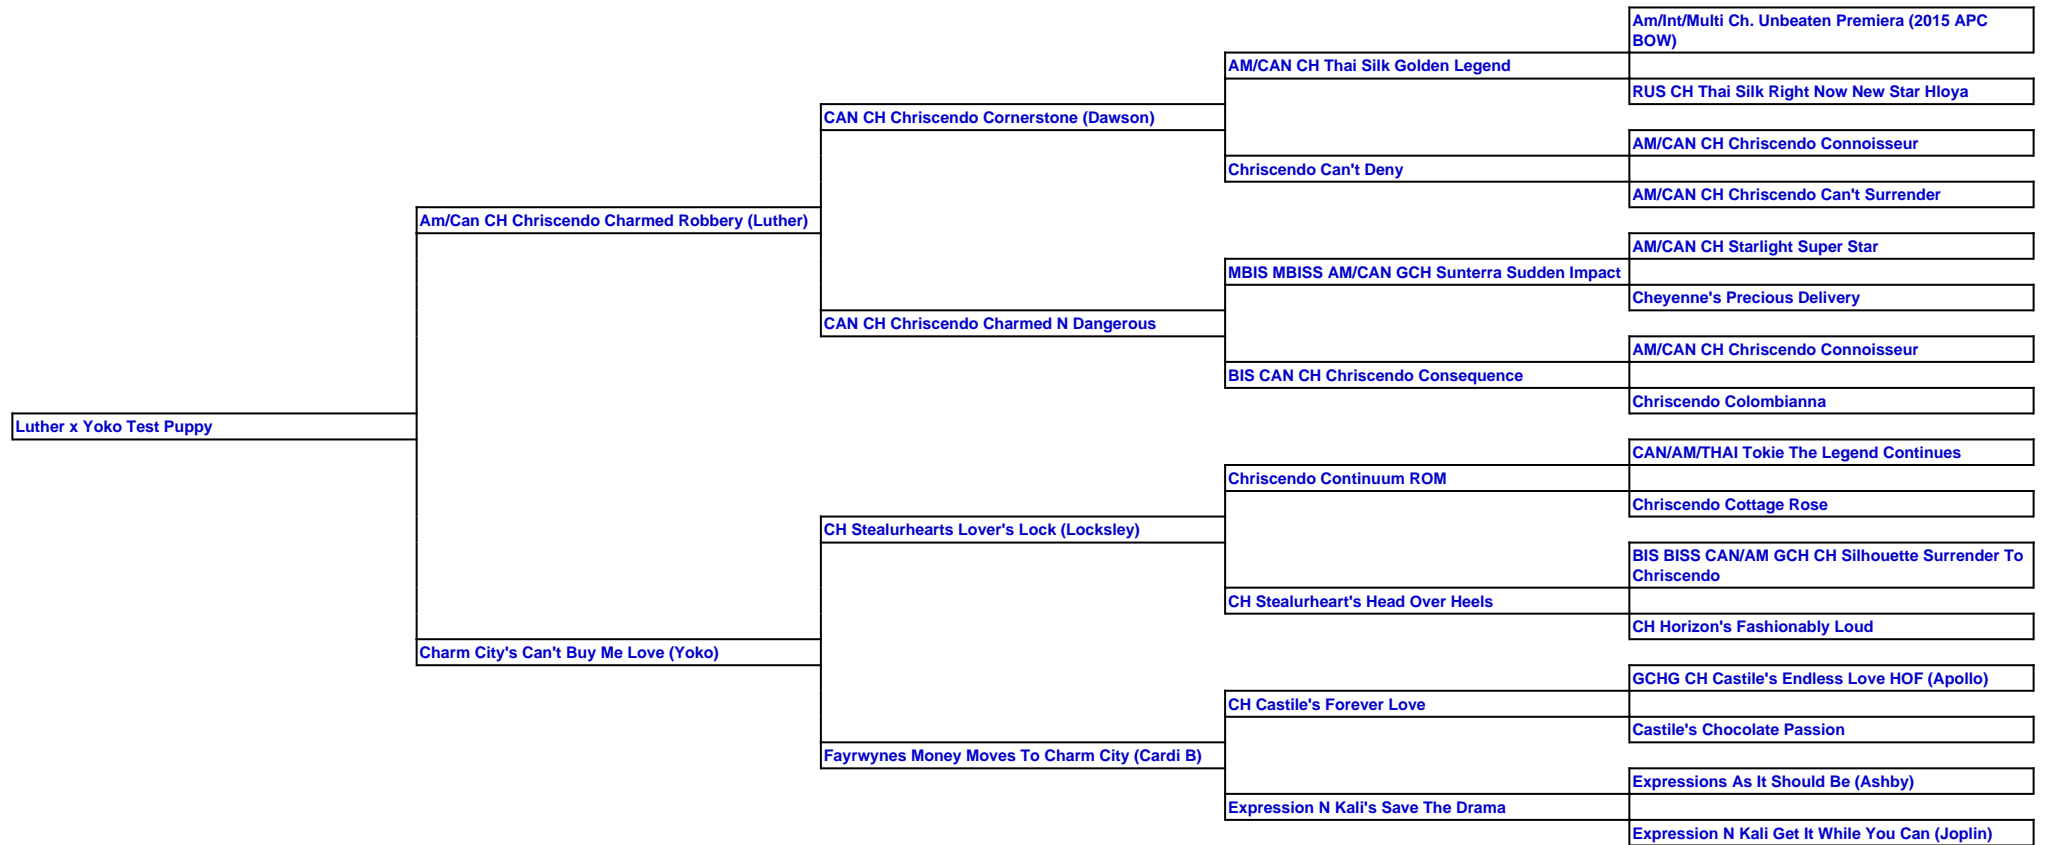 Am/Int/Multi Ch. Unbeaten Premiera (2015 APC
BOW)
AM/CAN CH Thai Silk Golden Legend
RUS CH Thai Silk Right Now New Star Hloya
CAN CH Chriscendo Cornerstone (Dawson)
AM/CAN CH Chriscendo Connoisseur
Chriscendo Can't Deny
AM/CAN CH Chriscendo Can't Surrender
Am/Can CH Chriscendo Charmed Robbery (Luther)
AM/CAN CH Starlight Super Star
MBIS MBISS AM/CAN GCH Sunterra Sudden Impact
Cheyenne's Precious Delivery
CAN CH Chriscendo Charmed N Dangerous
AM/CAN CH Chriscendo Connoisseur
BIS CAN CH Chriscendo Consequence
Chriscendo Colombianna
Luther x Yoko Test Puppy
CAN/AM/THAI Tokie The Legend Continues
Chriscendo Continuum ROM
Chriscendo Cottage Rose
CH Stealurhearts Lover's Lock (Locksley)
BIS BISS CAN/AM GCH CH Silhouette Surrender To
Chriscendo
CH Stealurheart's Head Over Heels
CH Horizon's Fashionably Loud
Charm City's Can't Buy Me Love (Yoko)
GCHG CH Castile's Endless Love HOF (Apollo)
CH Castile's Forever Love
Castile's Chocolate Passion
Fayrwynes Money Moves To Charm City (Cardi B)
Expressions As It Should Be (Ashby)
Expression N Kali's Save The Drama
Expression N Kali Get It While You Can (Joplin)